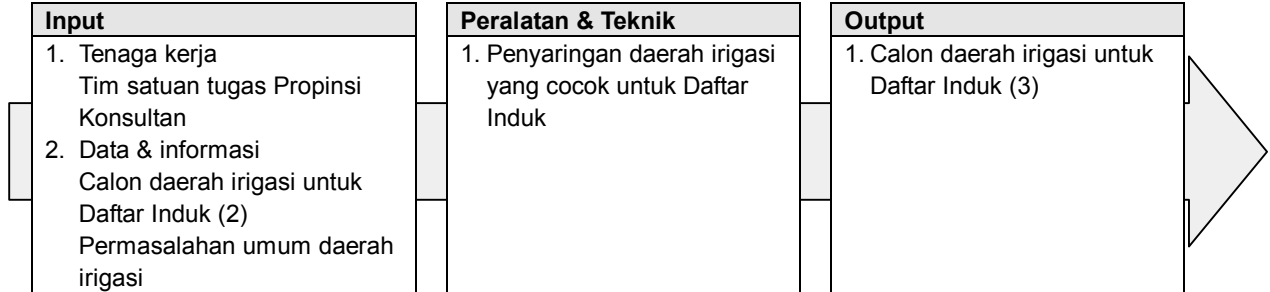 Input
1. Tenaga kerja
Tim satuan tugas Propinsi
Konsultan
2. Data & informasi
Calon daerah irigasi untuk
Daftar Induk (2)
Permasalahan umum daerah
irigasi
Peralatan & Teknik
1. Penyaringan daerah irigasi
yang cocok untuk Daftar
Induk
Output
1. Calon daerah irigasi untuk
Daftar Induk (3)